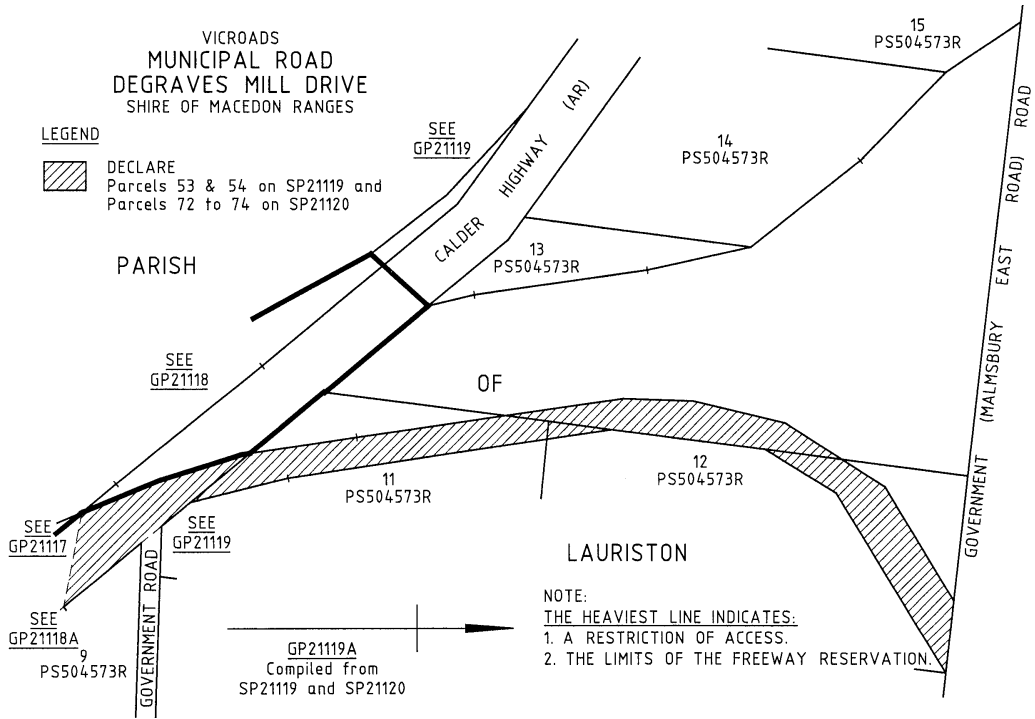 VICROADS
MUNICIPAL ROAD
DEGRAVES MILL DRIVE
SHIRE OF MACEDON RANGES
LEGEND
DECLARE
Parcels 53 & 54 on SP21119 and
Parcels 72 to 74 on SP21120
SEE
GP21119
CALDER HIGHWAY (AR)
15
PS504573R
14
PS504573R
13
PS504573R
PARISH
SEE
GP21118
OF
GOVERNMENT (MALMSBURY EAST ROAD) ROAD
12
PS504573R
11
PS504573R
SEE
GP21117
SEE
GP21119
LAURISTON
SEE
GP21118A
9
PS504573R
GOVERNMENT ROAD
GP21119A
Compiled from
SP21119 and SP21120
NOTE:
THE HEAVIEST LINE INDICATES:
1. A RESTRICTION OF ACCESS.
2. THE LIMITS OF THE FREEWAY RESERVATION.